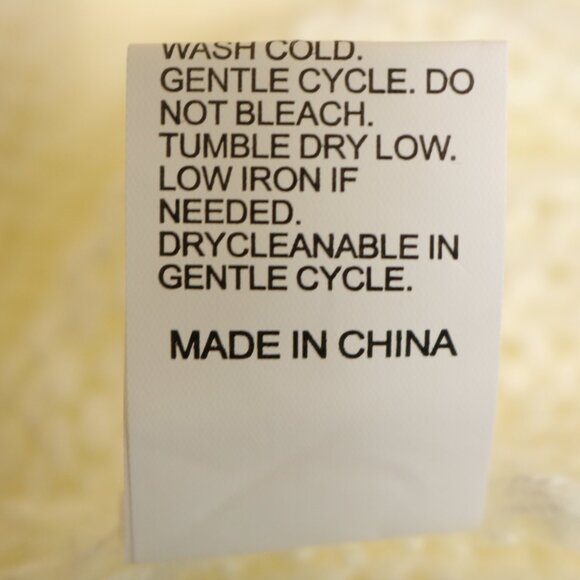 WASH COLD.
GENTLE CYCLE. DO
NOT BLEACH.
TUMBLE DRY LOW.
LOW IRON IF
NEEDED.
DRYCLEANABLE IN
GENTLE CYCLE.
MADE IN CHINA